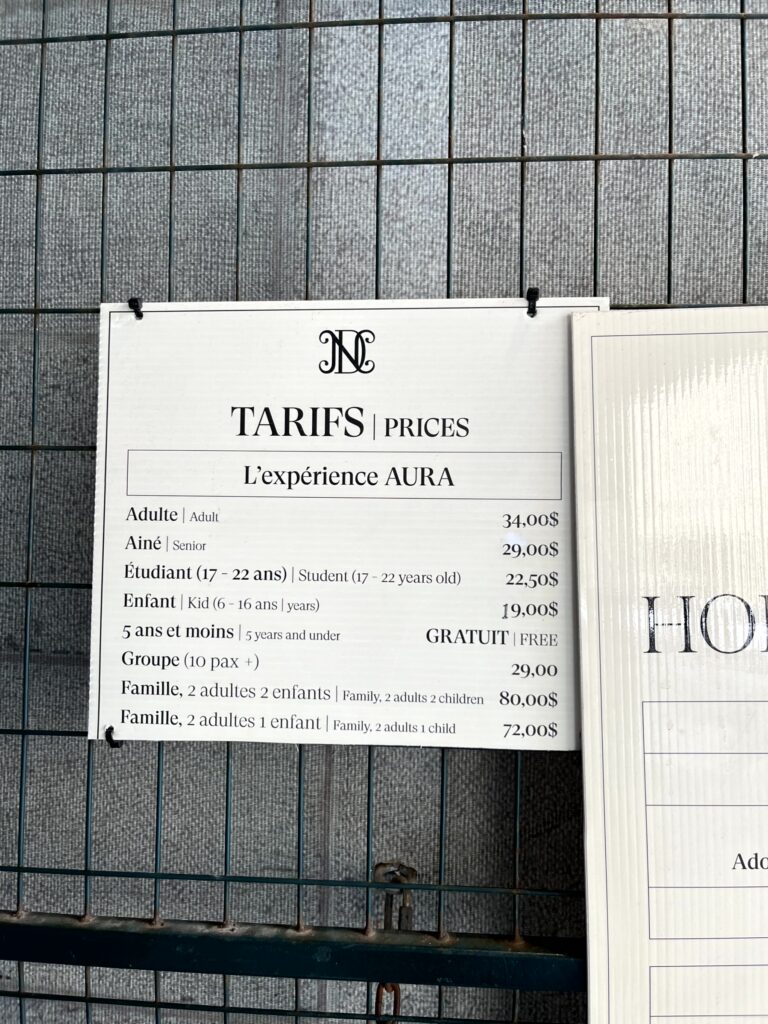 NDC
TARIFS | PRICES
L'expérience AURA
Adulte | Adult 34,00$
Ainé | Senior 29,00$
Étudiant (17 - 22 ans) | Student (17 - 22 years old) 22,50$
Enfant | Kid (6 - 16 ans | years) 19,00$
5 ans et moins | 5 years and under GRATUIT | FREE
Groupe (10 pax +) 29,00
Famille, 2 adultes 2 enfants | Family, 2 adults 2 children 80,00$
Famille, 2 adultes 1 enfant | Family, 2 adults 1 child 72,00$